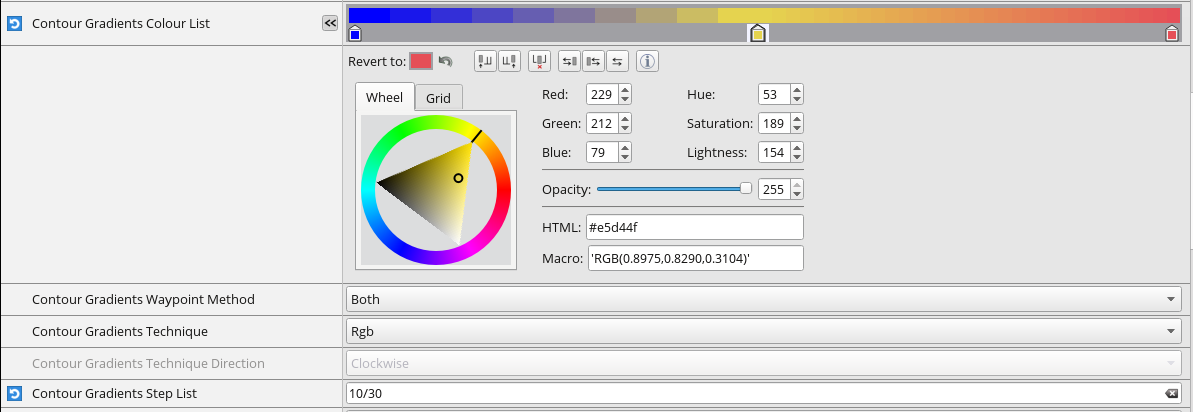 Contour Gradients Colour List
Revert to:
Wheel Grid
Red: 229 Hue: 53
Green: 212 Saturation: 189
Blue: 79 Lightness: 154
Opacity: 255
HTML: #e5d44f
Macro: 'RGB(0.8975,0.8290,0.3104)'
Contour Gradients Waypoint Method Both
Contour Gradients Technique Rgb
Contour Gradients Technique Direction Clockwise
Contour Gradients Step List 10/30